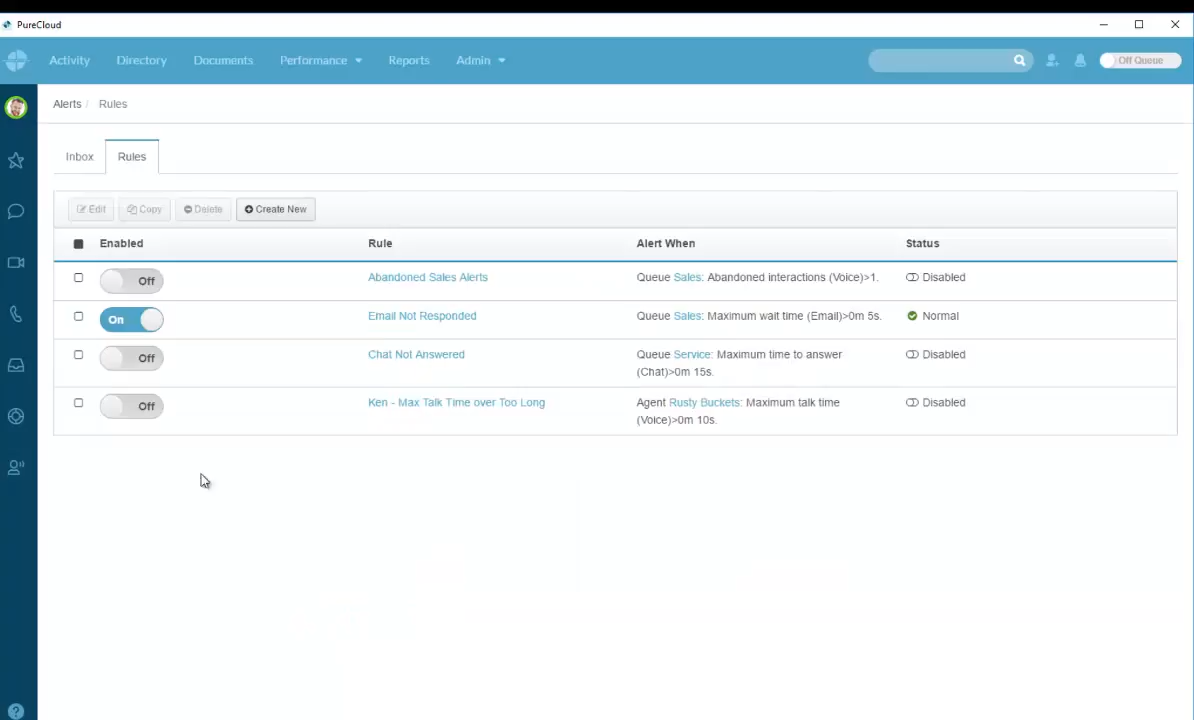 PureCloud
Activity Directory Documents Performance Reports Admin Off Queue
Alerts / Rules
Inbox Rules
Edit Copy Delete Create New
Enabled Rule Alert When Status
Off Abandoned Sales Alerts Queue Sales: Abandoned interactions (Voice)>1. Disabled
On Email Not Responded Queue Sales: Maximum wait time (Email)>0m 5s. Normal
Off Chat Not Answered Queue Service: Maximum time to answer Disabled
(Chat)>0m 15s.
Off Ken - Max Talk Time over Too Long Agent Rusty Buckets: Maximum talk time Disabled
(Voice)>0m 10s.